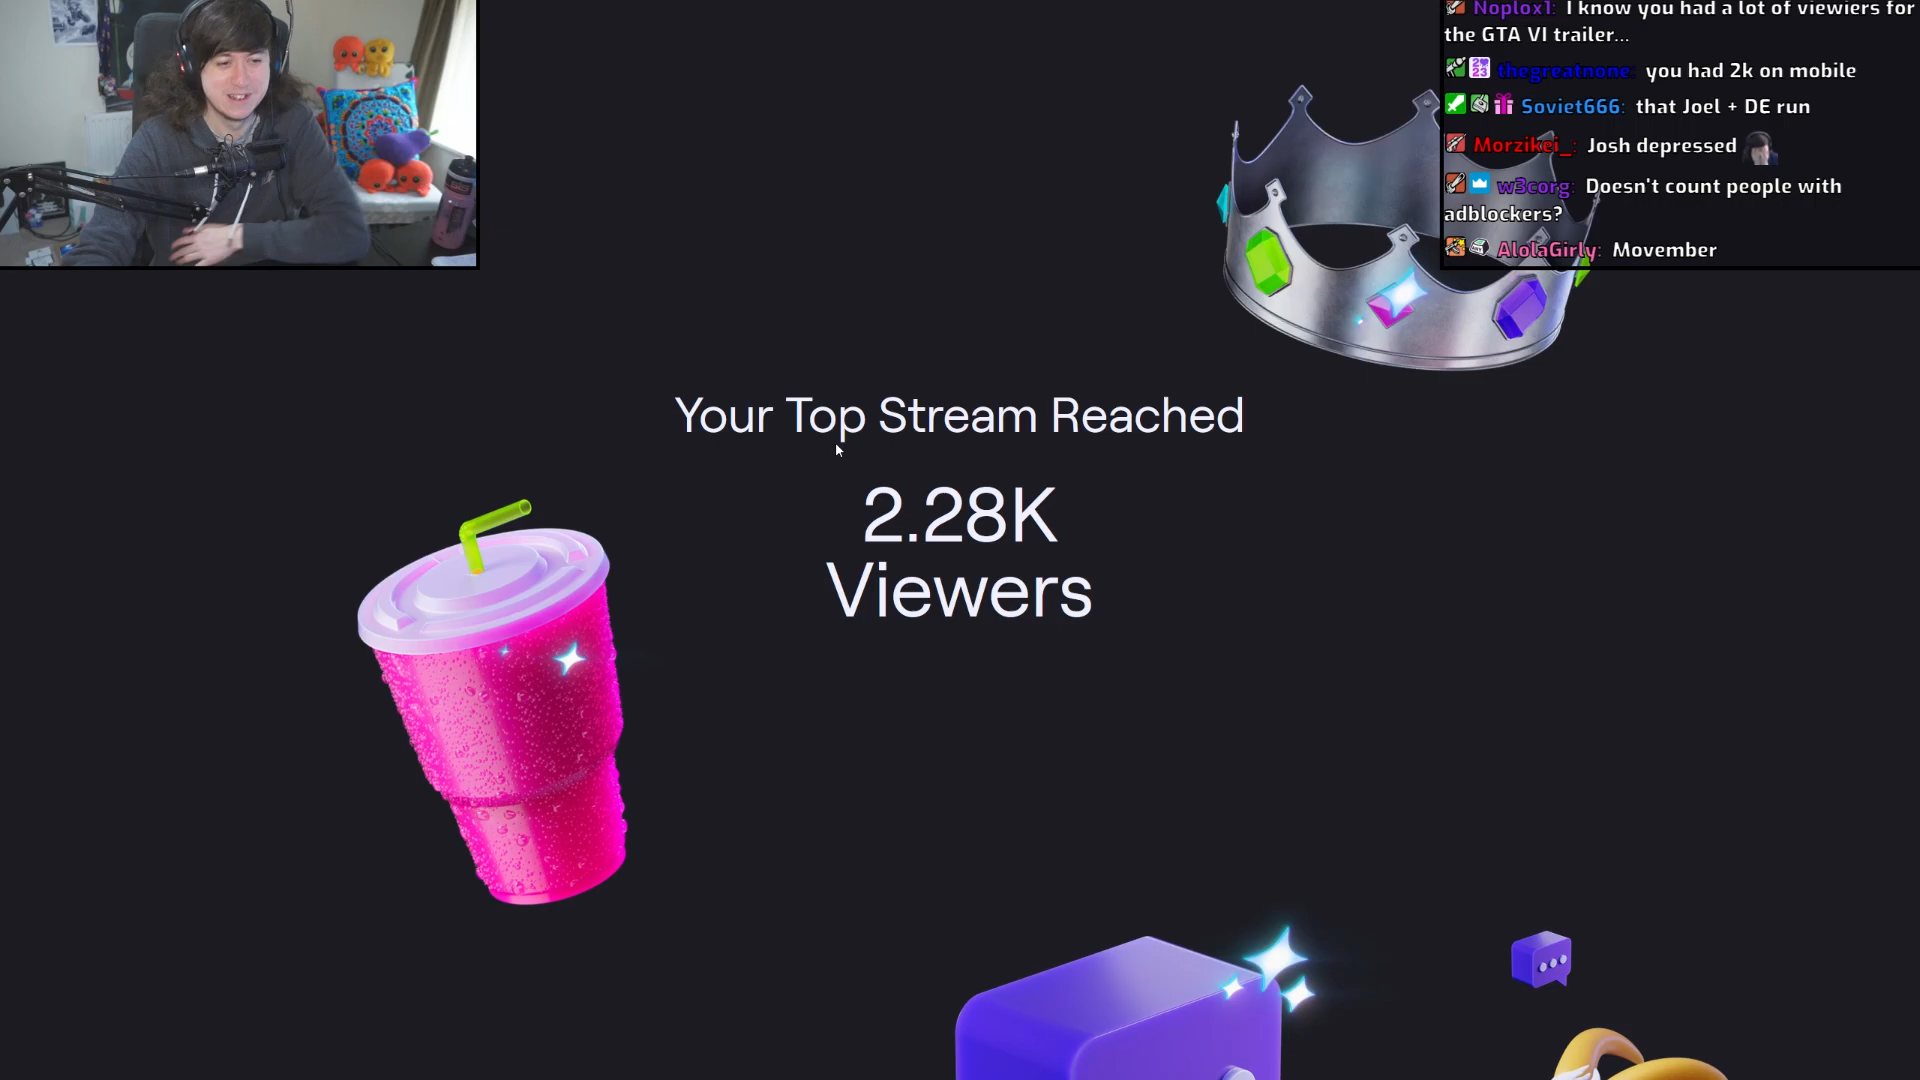 Noplox1: I know you had a lot of viewiers for
the GTA VI trailer...
thegreatnone: you had 2k on mobile
Soviet666: that Joel + DE run
Morzikei_: Josh depressed
w3corg: Doesn't count people with
adblockers?
AlolaGirly: Movember
Your Top Stream Reached
2.28K
Viewers